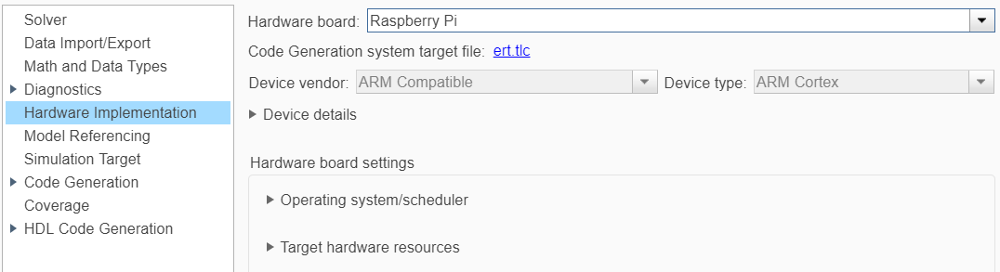 Solver
Data Import/Export
Math and Data Types
Diagnostics
Hardware Implementation
Model Referencing
Simulation Target
Code Generation
Coverage
HDL Code Generation
Hardware board: Raspberry Pi
Code Generation system target file: ert.tlc
Device vendor: ARM Compatible Device type: ARM Cortex
Device details
Hardware board settings
Operating system/scheduler
Target hardware resources